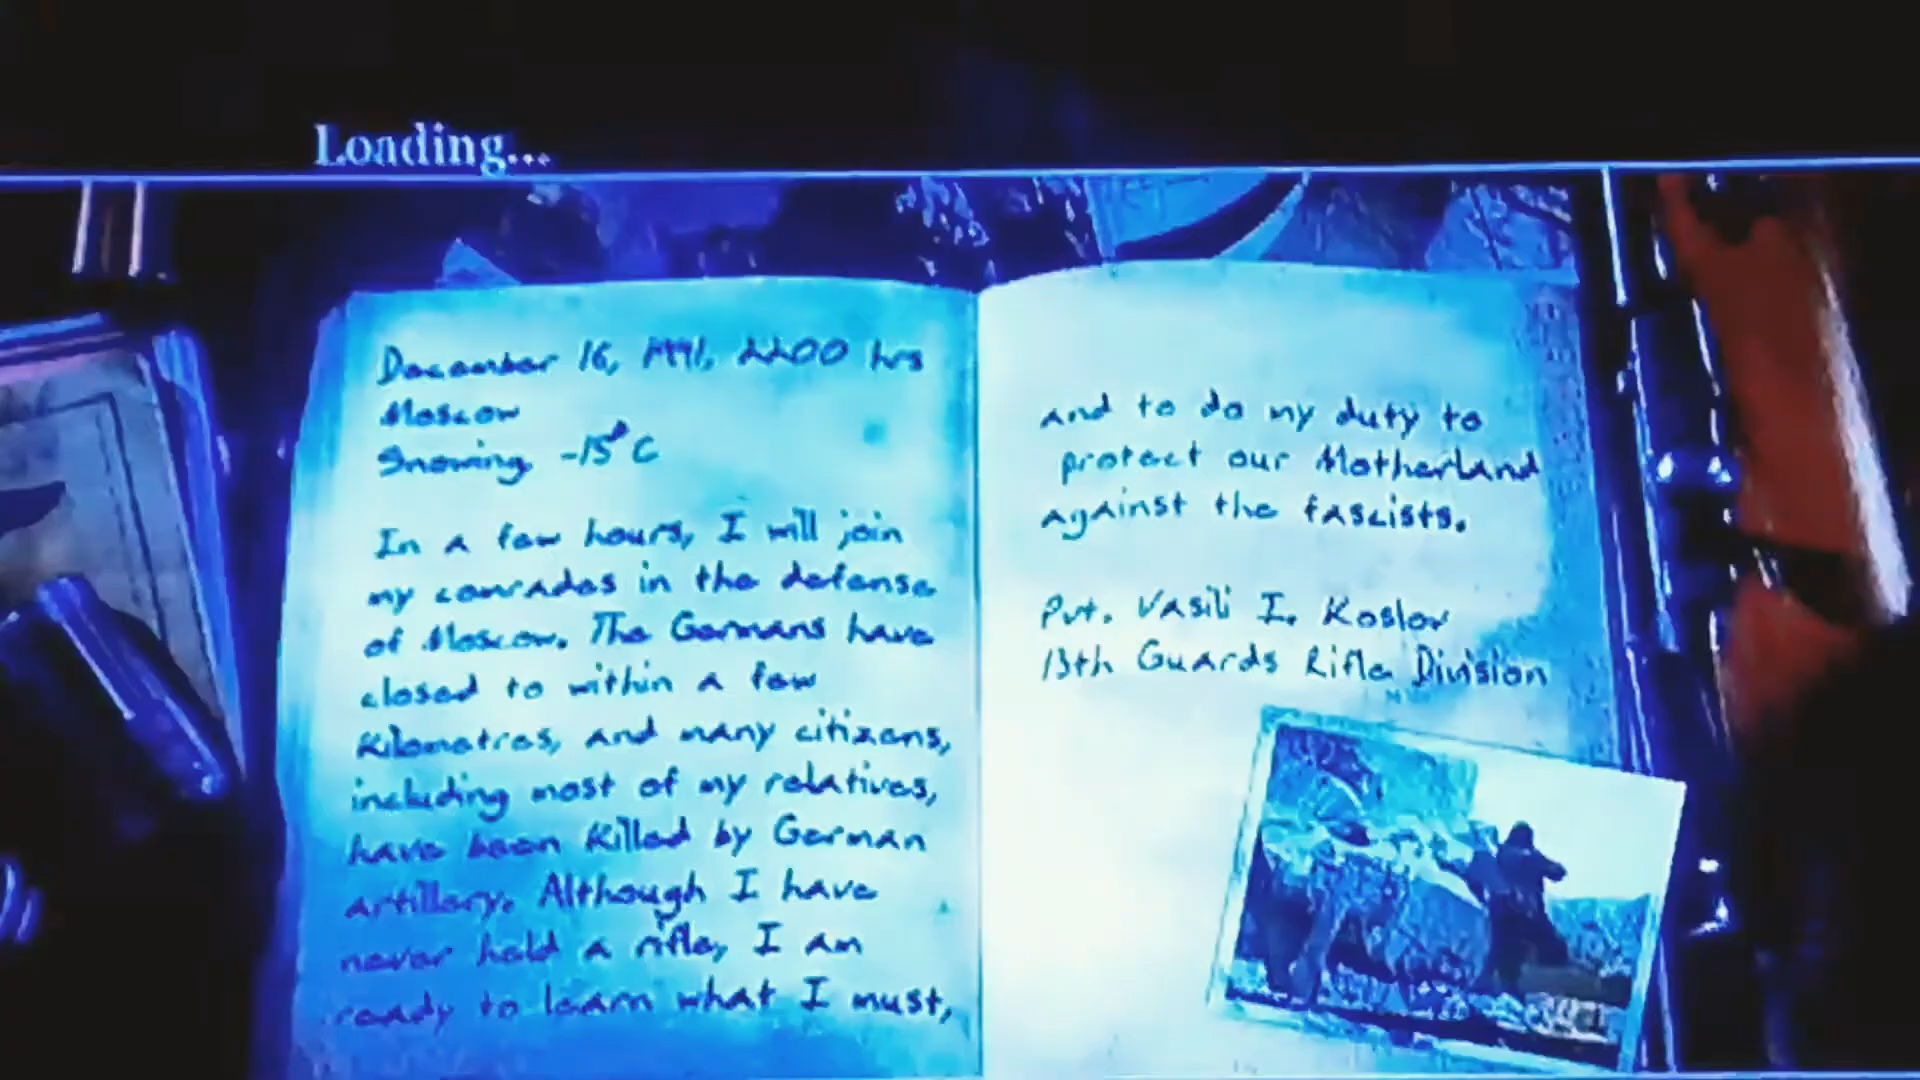 Loading...
December 16, 1941, 2200 hrs
Moscow
Snowing, -15°C
In a few hours, I will join
my comrades in the defense
of Moscow. The Germans have
closed to within a few
Kilometres, and many citizens,
including most of my relatives,
have been killed by German
artillery. Although I have
never held a rifle, I am
ready to learn what I must,
and to do my duty to
protect our Motherland
against the fascists.
Pvt. Vasili I. Koslov
13th Guards Rifle Division